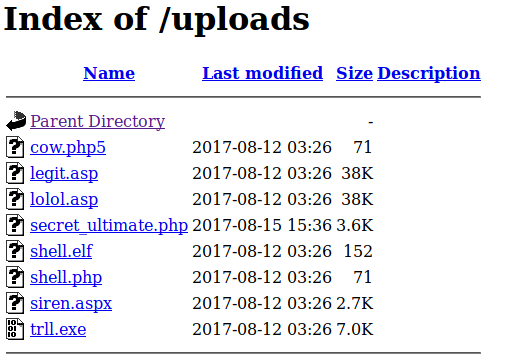 Index of /uploads
Name Last modified Size Description
Parent Directory -
cow.php5 2017-08-12 03:26 71
legit.asp 2017-08-12 03:26 38K
lolol.asp 2017-08-12 03:26 38K
secret_ultimate.php 2017-08-15 15:36 3.6K
shell.elf 2017-08-12 03:26 152
shell.php 2017-08-12 03:26 71
siren.aspx 2017-08-12 03:26 2.7K
trll.exe 2017-08-12 03:26 7.0K